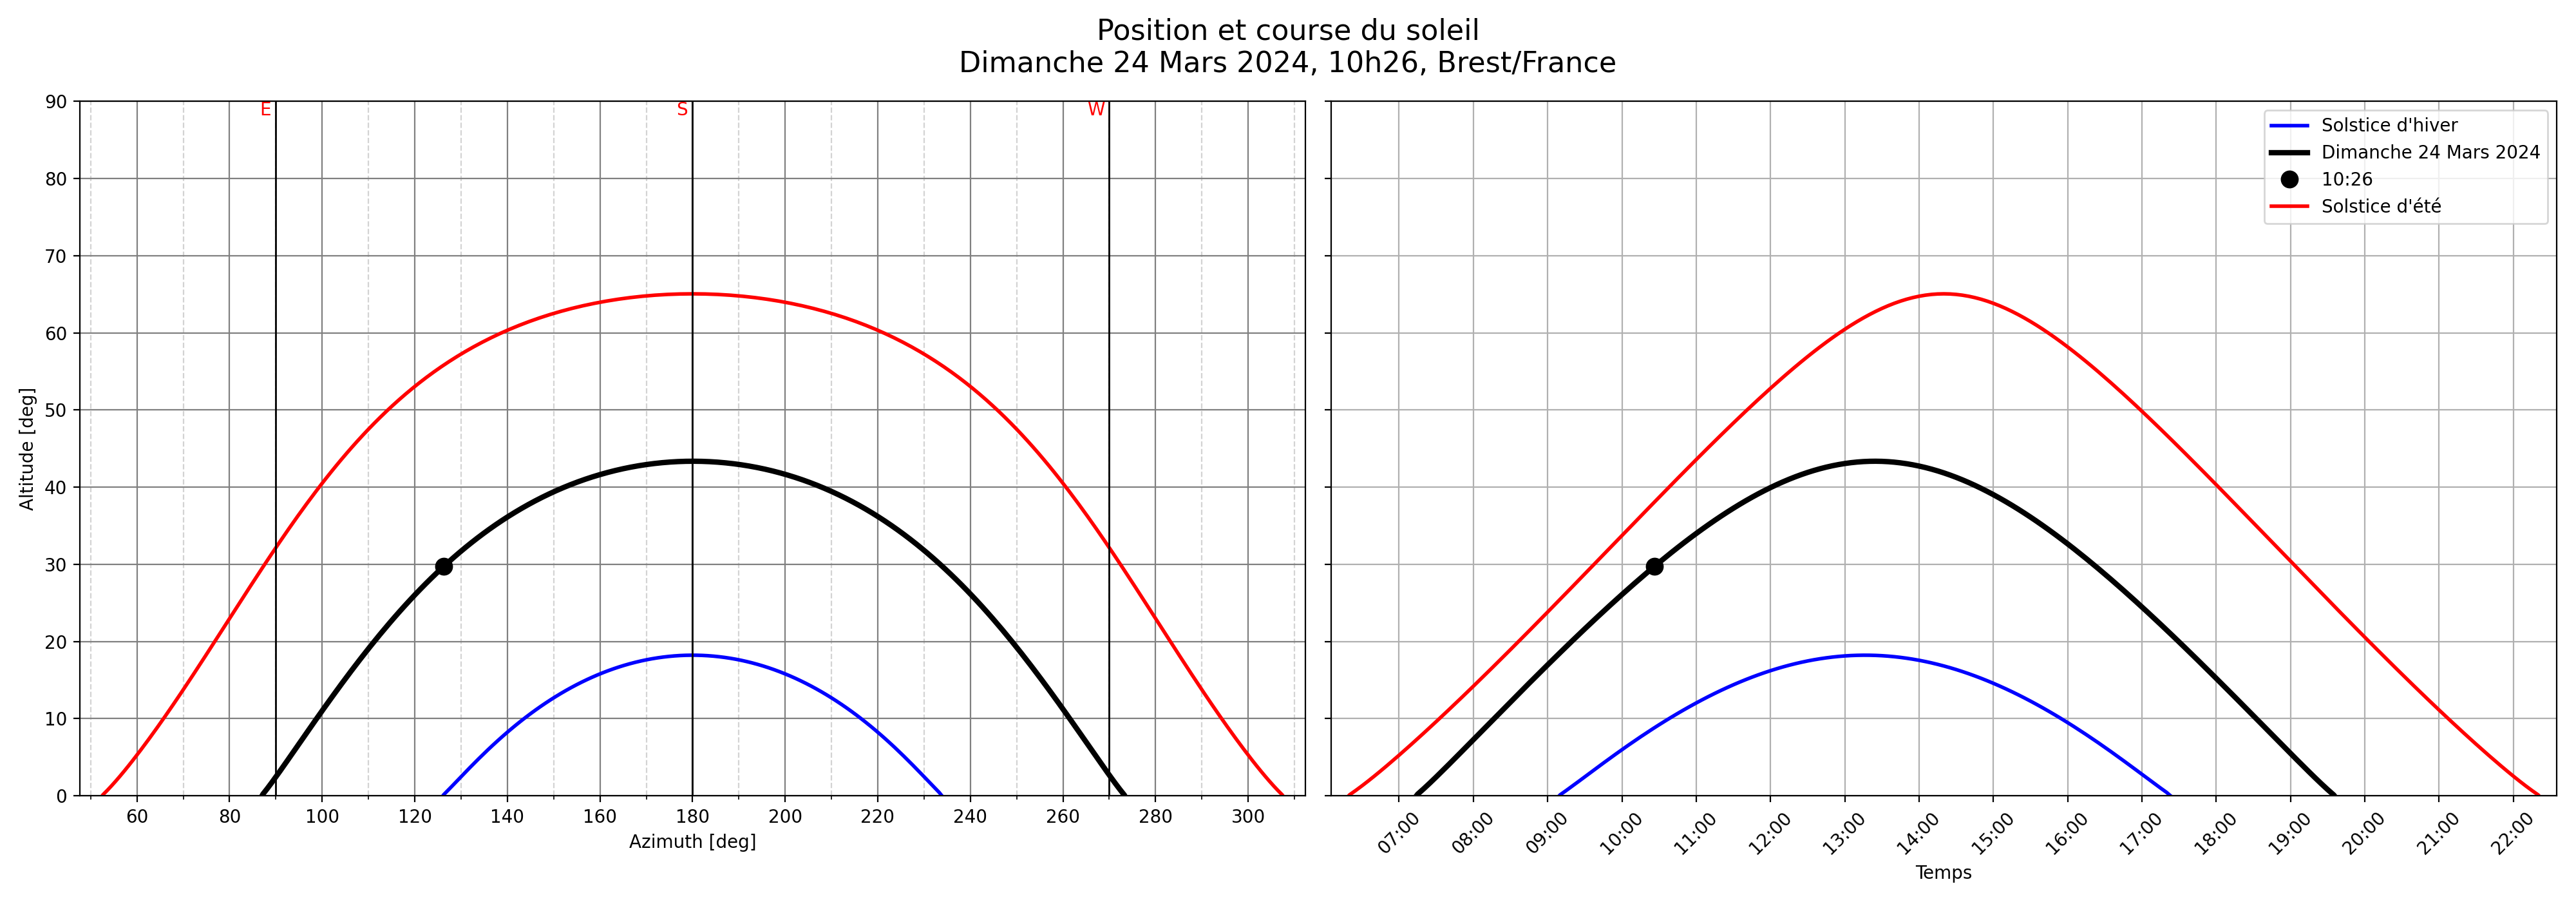 Position et course du soleil
Dimanche 24 Mars 2024, 10h26, Brest/France
E
S
W
90
80
70
60
50
40
30
20
10
0
Altitude [deg]
60 80 100 120 140 160 180 200 220 240 260 280 300
Azimuth [deg]
Solstice d'hiver
Dimanche 24 Mars 2024
10:26
Solstice d'été
07:00 08:00 09:00 10:00 11:00 12:00 13:00 14:00 15:00 16:00 17:00 18:00 19:00 20:00 21:00 22:00
Temps